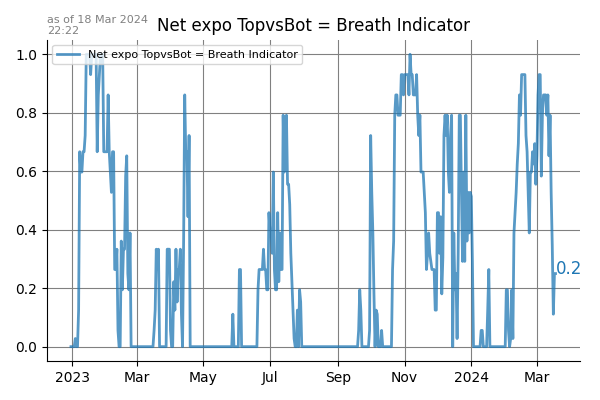 as of 18 Mar 2024
22:22
Net expo TopvsBot = Breath Indicator
Net expo TopvsBot = Breath Indicator
1.0
0.8
0.6
0.4
0.2
0.2
0.0
2023 Mar May Jul Sep Nov 2024 Mar